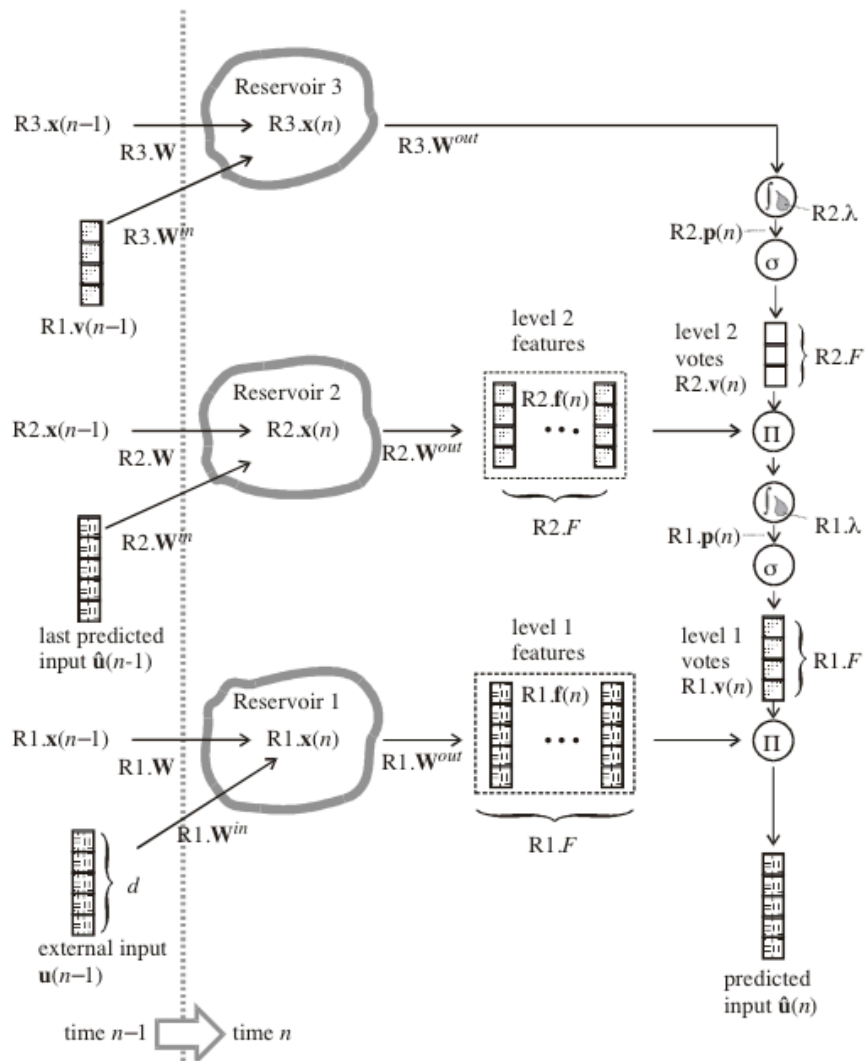 Reservoir 3
R3.x(n−1)
R3.x(n)
R3.W
R3.W^out
R3.W^in
R1.v(n−1)
∫
R2.λ
R2.p(n)
σ
level 2
features
level 2
votes
R2.v(n)
R2.F
Reservoir 2
R2.x(n−1)
R2.x(n)
R2.W
R2.W^out
R2.f(n)
• • •
Π
R2.W^in
R2.F
∫
R1.λ
R1.p(n)
σ
last predicted
input û(n-1)
level 1
features
level 1
votes
R1.v(n)
R1.F
Reservoir 1
R1.x(n−1)
R1.x(n)
R1.W
R1.W^out
R1.f(n)
• • •
Π
R1.W^in
R1.F
d
external input
u(n−1)
predicted
input û(n)
time n−1
time n